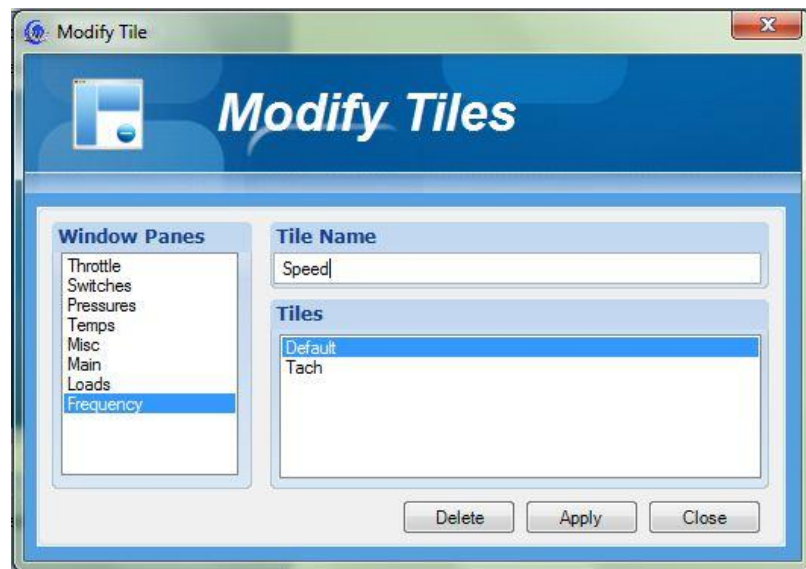 Modify Tile
Modify Tiles
Window Panes
Throttle
Switches
Pressures
Temps
Misc
Main
Loads
Frequency
Tile Name
Speed
Tiles
Default
Tach
Delete
Apply
Close